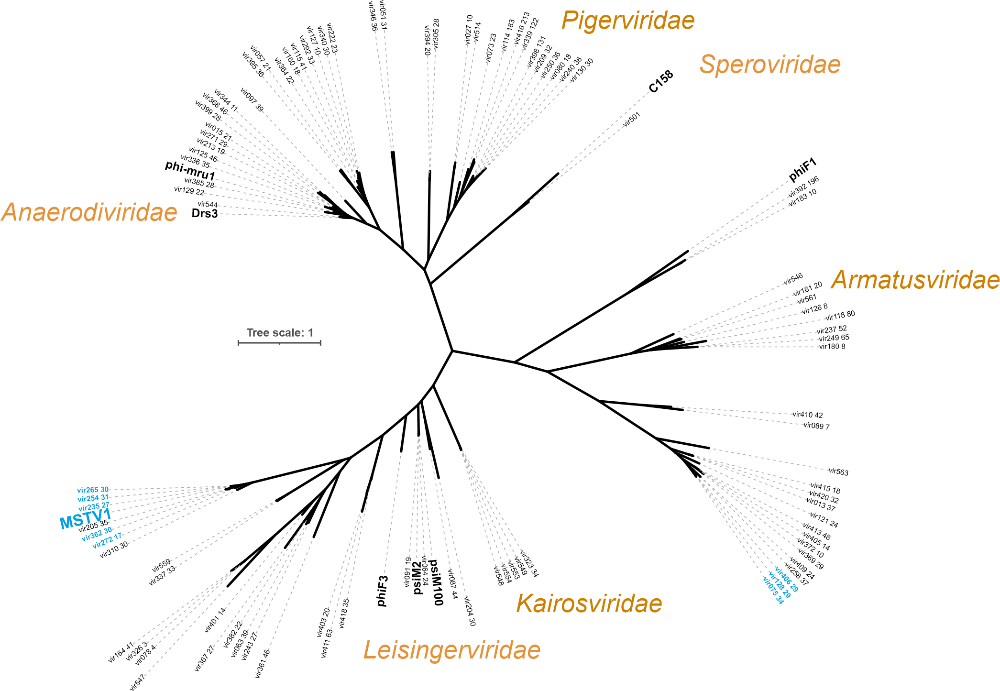 Pigerviridae
Speroviridae
Anaerodiviridae
Armatusviridae
Kairosviridae
Leisingerviridae
Tree scale: 1
vir346 36
vir051 31
vir394 20
vir305 28
vir027 10
vir514
vir073 23
vir114 183
vir416 213
vir339 122
vir398 131
vir209 32
vir250 36
vir080 18
vir240 36
vir130 30
C158
vir501
phiF1
vir392 196
vir183 10
vir546
vir181 20
vir561
vir126 8
vir118 80
vir237 52
vir249 65
vir180 8
vir410 42
vir089 7
vir563
vir415 18
vir420 32
vir013 37
vir121 24
vir413 48
vir405 14
vir372 10
vir369 29
vir409 24
vir258 37
vir406 29
vir128 29
vir075 34
vir323 34
vir549
vir553
vir554
vir548
vir204 30
vir087 44
psiM100
vir064 24
psiM2
vir091 19
phiF3
vir418 35
vir411 63
vir403 20
vir361 46
vir243 27
vir063 39
vir382 22
vir367 27
vir401 14
vir547
vir078 4
vir326 3
vir164 41
vir337 33
vir559
vir310 30
vir272 17
vir362 30
vir205 35
MSTV1
vir235 27
vir254 31
vir265 30
Drs3
vir544
vir129 22
vir385 28
phi-mru1
vir336 35
vir125 46
vir213 19
vir271 29
vir015 21
vir399 28
vir368 46
vir344 11
vir097 39
vir395 36
vir057 21
vir364 22
vir160 18
vir115 41
vir292 33
vir127 10
vir340 30
vir222 23